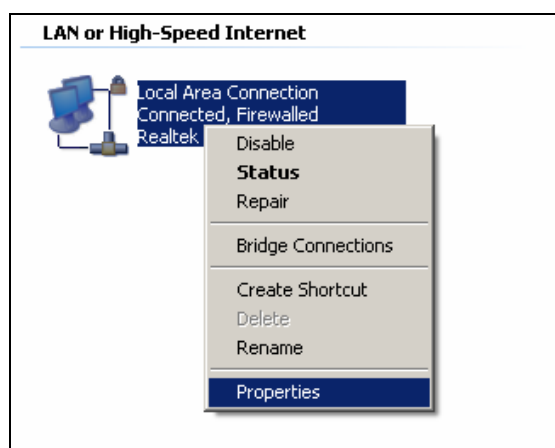 LAN or High-Speed Internet
Local Area Connection
Connected, Firewalled
Realtek
Disable
Status
Repair
Bridge Connections
Create Shortcut
Delete
Rename
Properties